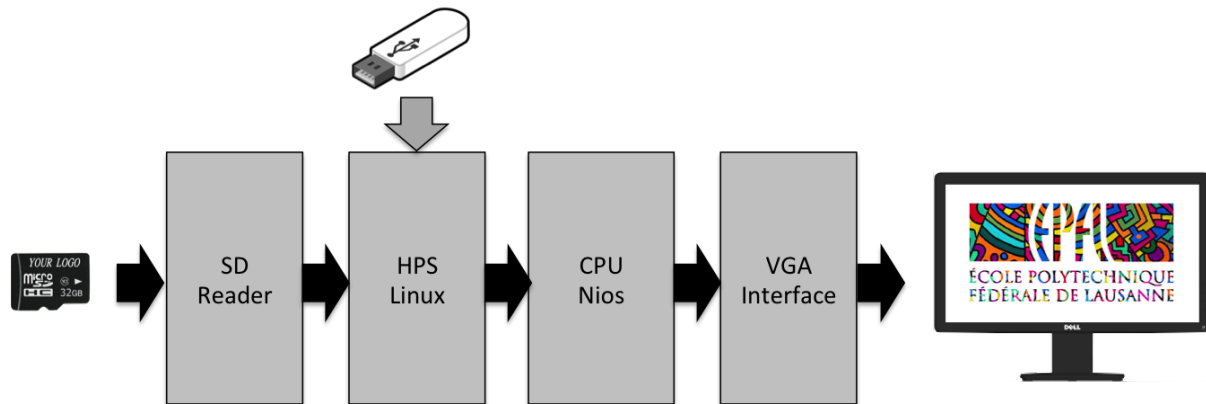 YOUR LOGO
micro
SD
HC
32GB
SD
Reader
HPS
Linux
CPU
Nios
VGA
Interface
EPFL
ÉCOLE POLYTECHNIQUE
FÉDÉRALE DE LAUSANNE
DELL